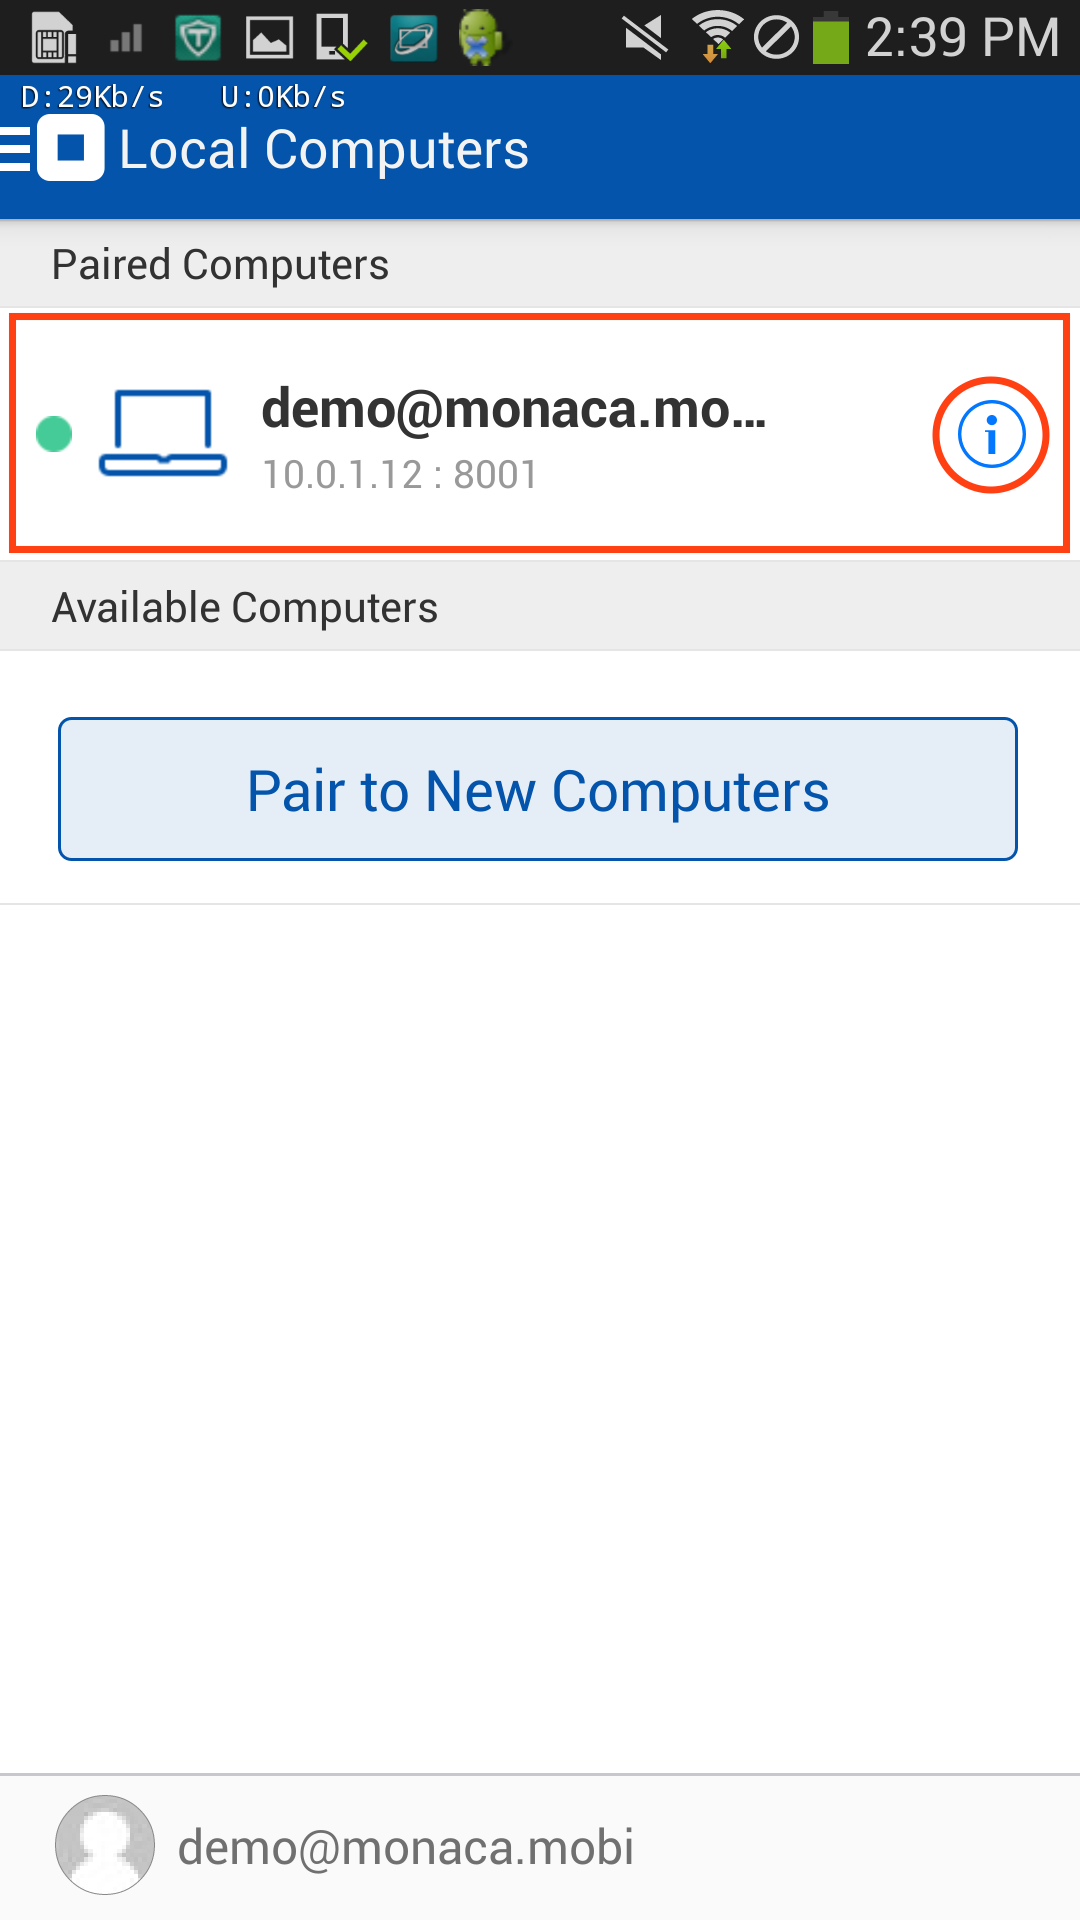 2:39 PM
D:29Kb/s U:0Kb/s
Local Computers
Paired Computers
demo@monaca.mo...
10.0.1.12 : 8001
i
Available Computers
Pair to New Computers
demo@monaca.mobi